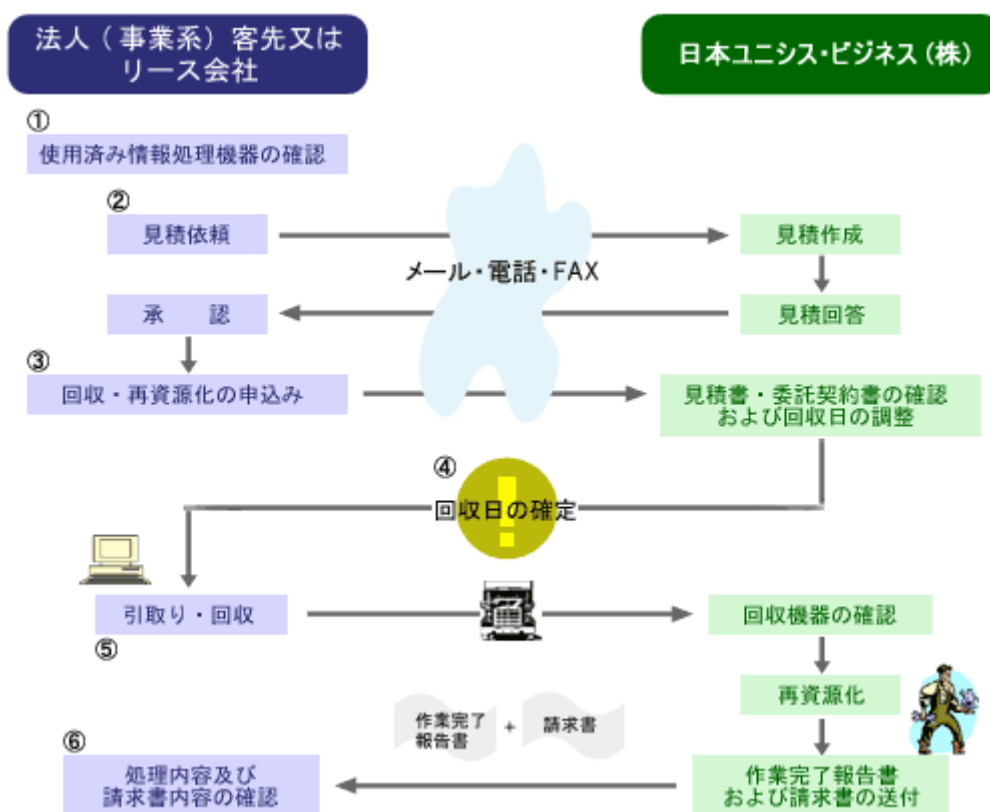 法人（事業系）客先又は
リース会社
日本ユニシス・ビジネス（株）
①
使用済み情報処理機器の確認
②
見積依頼
見積作成
メール・電話・FAX
承　　認
見積回答
③
回収・再資源化の申込み
見積書・委託契約書の確認
および回収日の調整
④
回収日の確定
引取り・回収
回収機器の確認
⑤
再資源化
作業完了
報告書
+
請求書
⑥
処理内容及び
請求書内容の確認
作業完了報告書
および請求書の送付